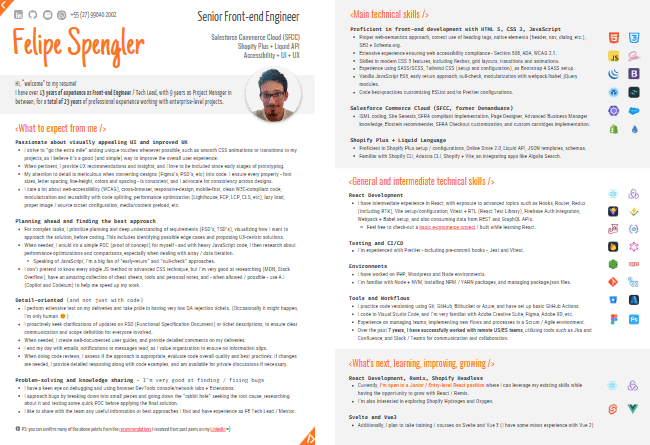 +55 (27) 99040 2002
Senior Front-end Engineer
Felipe Spengler
Salesforce Commerce Cloud (SFCC)
Shopify Plus + Liquid API
Accessibility + UI + UX
Hi, "welcome" to my resume!
I have over 23 years of experience as Front-end Engineer / Tech Lead, with 9 years as Project Manager in
between, for a total of 23 years of professional experience working with enterprise-level projects.
<What to expect from me />
Passionate about visually appealing UI and improved UX
I strive to "go the extra mile" adding unique touches whenever possible, such as smooth CSS animations or transitions to my
projects, so I believe it's a good (and simple) way to improve the overall user experience.
When pertinent, I provide UX recommendations and insights, and I love to be included since early stages of prototyping.
My attention to detail is meticulous when converting designs (Figma's, PSD's, etc) into code. I ensure every property - font
sizes, letter spacing, line-height, colors and spacing - is consistent, and I advocate for consistency across designs.
I care a lot about web-accessibility (WCAG), cross-browser, responsive-design, mobile-first, clean W3C-compliant code,
modularization and reusability with code splitting, performance optimization (Lighthouse, FCP, LCP, CLS, etc), lazy load,
proper image / source srcset configuration, media/content preload, etc.
Planning ahead and finding the best approach
For complex tasks, I prioritize planning and deep understanding of requirements (FSD's, TSD's), visualizing how I want to
approach the solution, before coding. This includes identifying possible edge cases and proposing UX-centric solutions.
When needed, I would do a simple POC (proof of concept) for myself - and with heavy JavaScript code, I then research about
performance optimizations and comparisons, especially when dealing with array / data iteration.
Speaking of JavaScript, I'm a big fan of "early-return" and "null-check" approaches.
I don't pretend to know every single JS method or advanced CSS technique, but I'm very good at researching (MDN, Stack
Overflow), have an amazing collection of cheat sheets, tools and personal notes, and - when allowed / possible - use A.I
(Copilot and Codeium) to help me speed up my work.
Detail-oriented (and not just with code)
I perform extensive test on my deliveries and take pride in having very low QA rejection tickets. (Occasionally it might happen,
I'm only human)
I proactively seek clarifications of updates on FSD (Functional Specification Document) or ticket descriptions, to ensure clear
communication and scope definition for everyone involved.
When needed, I create well-documented user guides, and provide detailed comments on my deliveries.
I end my day with emails, notifications or messages read, as I value organization to ensure no information slips.
When doing code reviews, I assess if the approach is appropriate, evaluate code overall quality and best practices. If changes
are needed, I provide detailed reasoning along with code examples, and am available for private discussions if necessary.
Problem-solving and knowledge sharing - I'm very good at finding / fixing bugs
I have a keen eye on debugging and using browser DevTools console/network tabs + Extensions.
I approach bugs by breaking down into small pieces and going down the "rabbit hole" seeking the root cause, researching
about it and testing some quick POC before applying the final solution.
I like to share with the team any useful information or best approaches I find and have experience as FE Tech Lead / Mentor.
PS: You can confirm many of the above points from the recommendations I received from past peers on my LinkedIn
<Main technical skills />
Proficient in front-end development with HTML 5, CSS 3, JavaScript
Proper web-semantics approach, correct use of heading tags, native elements (header, nav, dialog, etc.),
SEO + Schema.org.
Extensive experience ensuring web accessibility compliance - Section 508, ADA, WCAG 2.1.
Skilled in modern CSS 3 features, including flexbox, grid layouts, transitions and animations.
Experience using SASS/SCSS, Tailwind CSS (setup and configuration), as Bootstrap 4 SASS setup.
Vanilla JavaScript ES6, early return approach, null-check, modularization with webpack/babel, jQuery
modules.
Code best-practices customizing ESLint and/or Prettier configurations.
Salesforce Commerce Cloud (SFCC, former Demandware)
ISML coding, Site Genesis, SFRA compliant implementation, Page Designer, Advanced Business Manager
knowledge, Einstein recommender, SFRA Checkout customization, and custom cartridges implementation.
Shopify Plus + Liquid Language
Proficient in Shopify Plus setup / configurations, Online Store 2.0, Liquid API, JSON templates, schemas.
Familiar with Shopify CLI, Adastra CLI, Shopify + Vite, an integrating apps like Algolia Search.
<General and intermediate technical skills />
React Development
I have intermediate experience in React, with exposure to advanced topics such as Hooks, Router, Redux
(including RTK), Vite setup/configuration, Vitest + RTL (React Test Library), Firebase Auth Integration,
Webpack + Babel setup, and also consuming data from REST and GraphQL APIs.
Feel free to check-out a basic e-commerce project I built while learning React.
Testing and CI/CD
I'm experienced with Prettier - including pre-commit hooks -, Jest and Vitest.
Environments
I have worked on PHP, Wordpress and Node environments.
I'm familiar with Node + NVM, installing NPM / YARN packages, and managing package.json files.
Tools and Workflows
I practice code versioning using Git, GitHub, Bitbucket or Azure, and have set up basic GitHub Actions.
I code in Visual Studio Code, and I'm very familiar with Adobe Creative Suite, Figma, Adobe XD, etc.
Experience on managing teams, implementing new flows and processes in a Scrum / Agile environment.
Over the past 7 years, I have successfully worked with remote US/EU teams, utilizing tools such as Jira and
Confluence, and Slack / Teams for communication and collaboration.
<What's next, learning, improving, growing />
React Development, Remix, Shopify Headless
Currently, I'm open to a Junior / Entry-level React position where I can leverage my existing skills while
having the opportunity to grow with React / Remix.
I'm also interested in exploring Shopify Hydrogen and Oxygen.
Svelte and Vue3
Additionally, I plan to take training / courses on Svelte and Vue 3 (I have some minor experience with Vue 2)